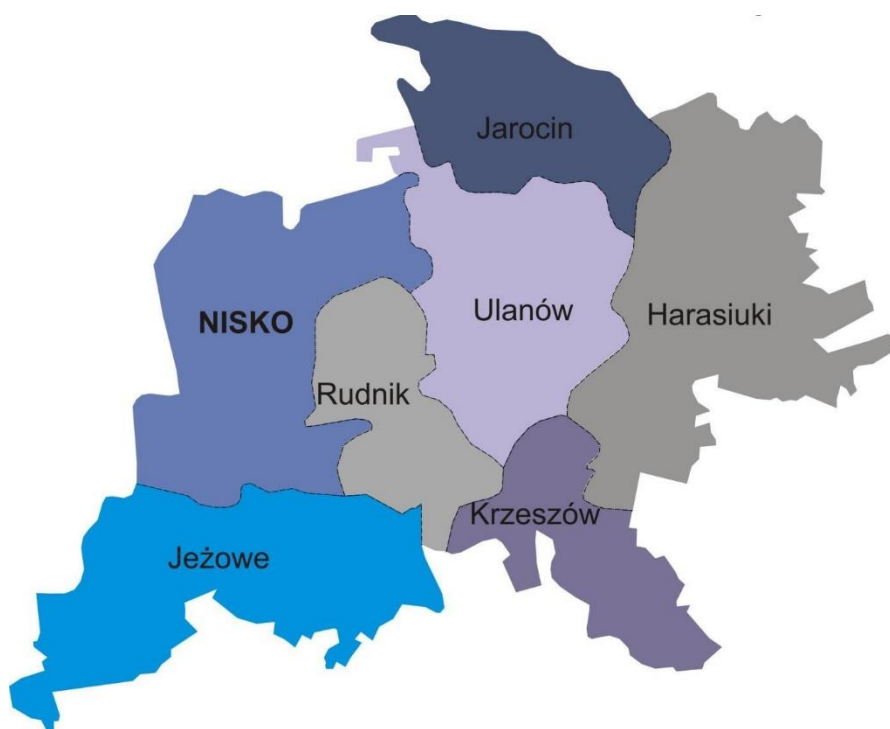 Jarocin
NISKO
Ulanów
Harasiuki
Rudnik
Krzeszów
Jeżowe